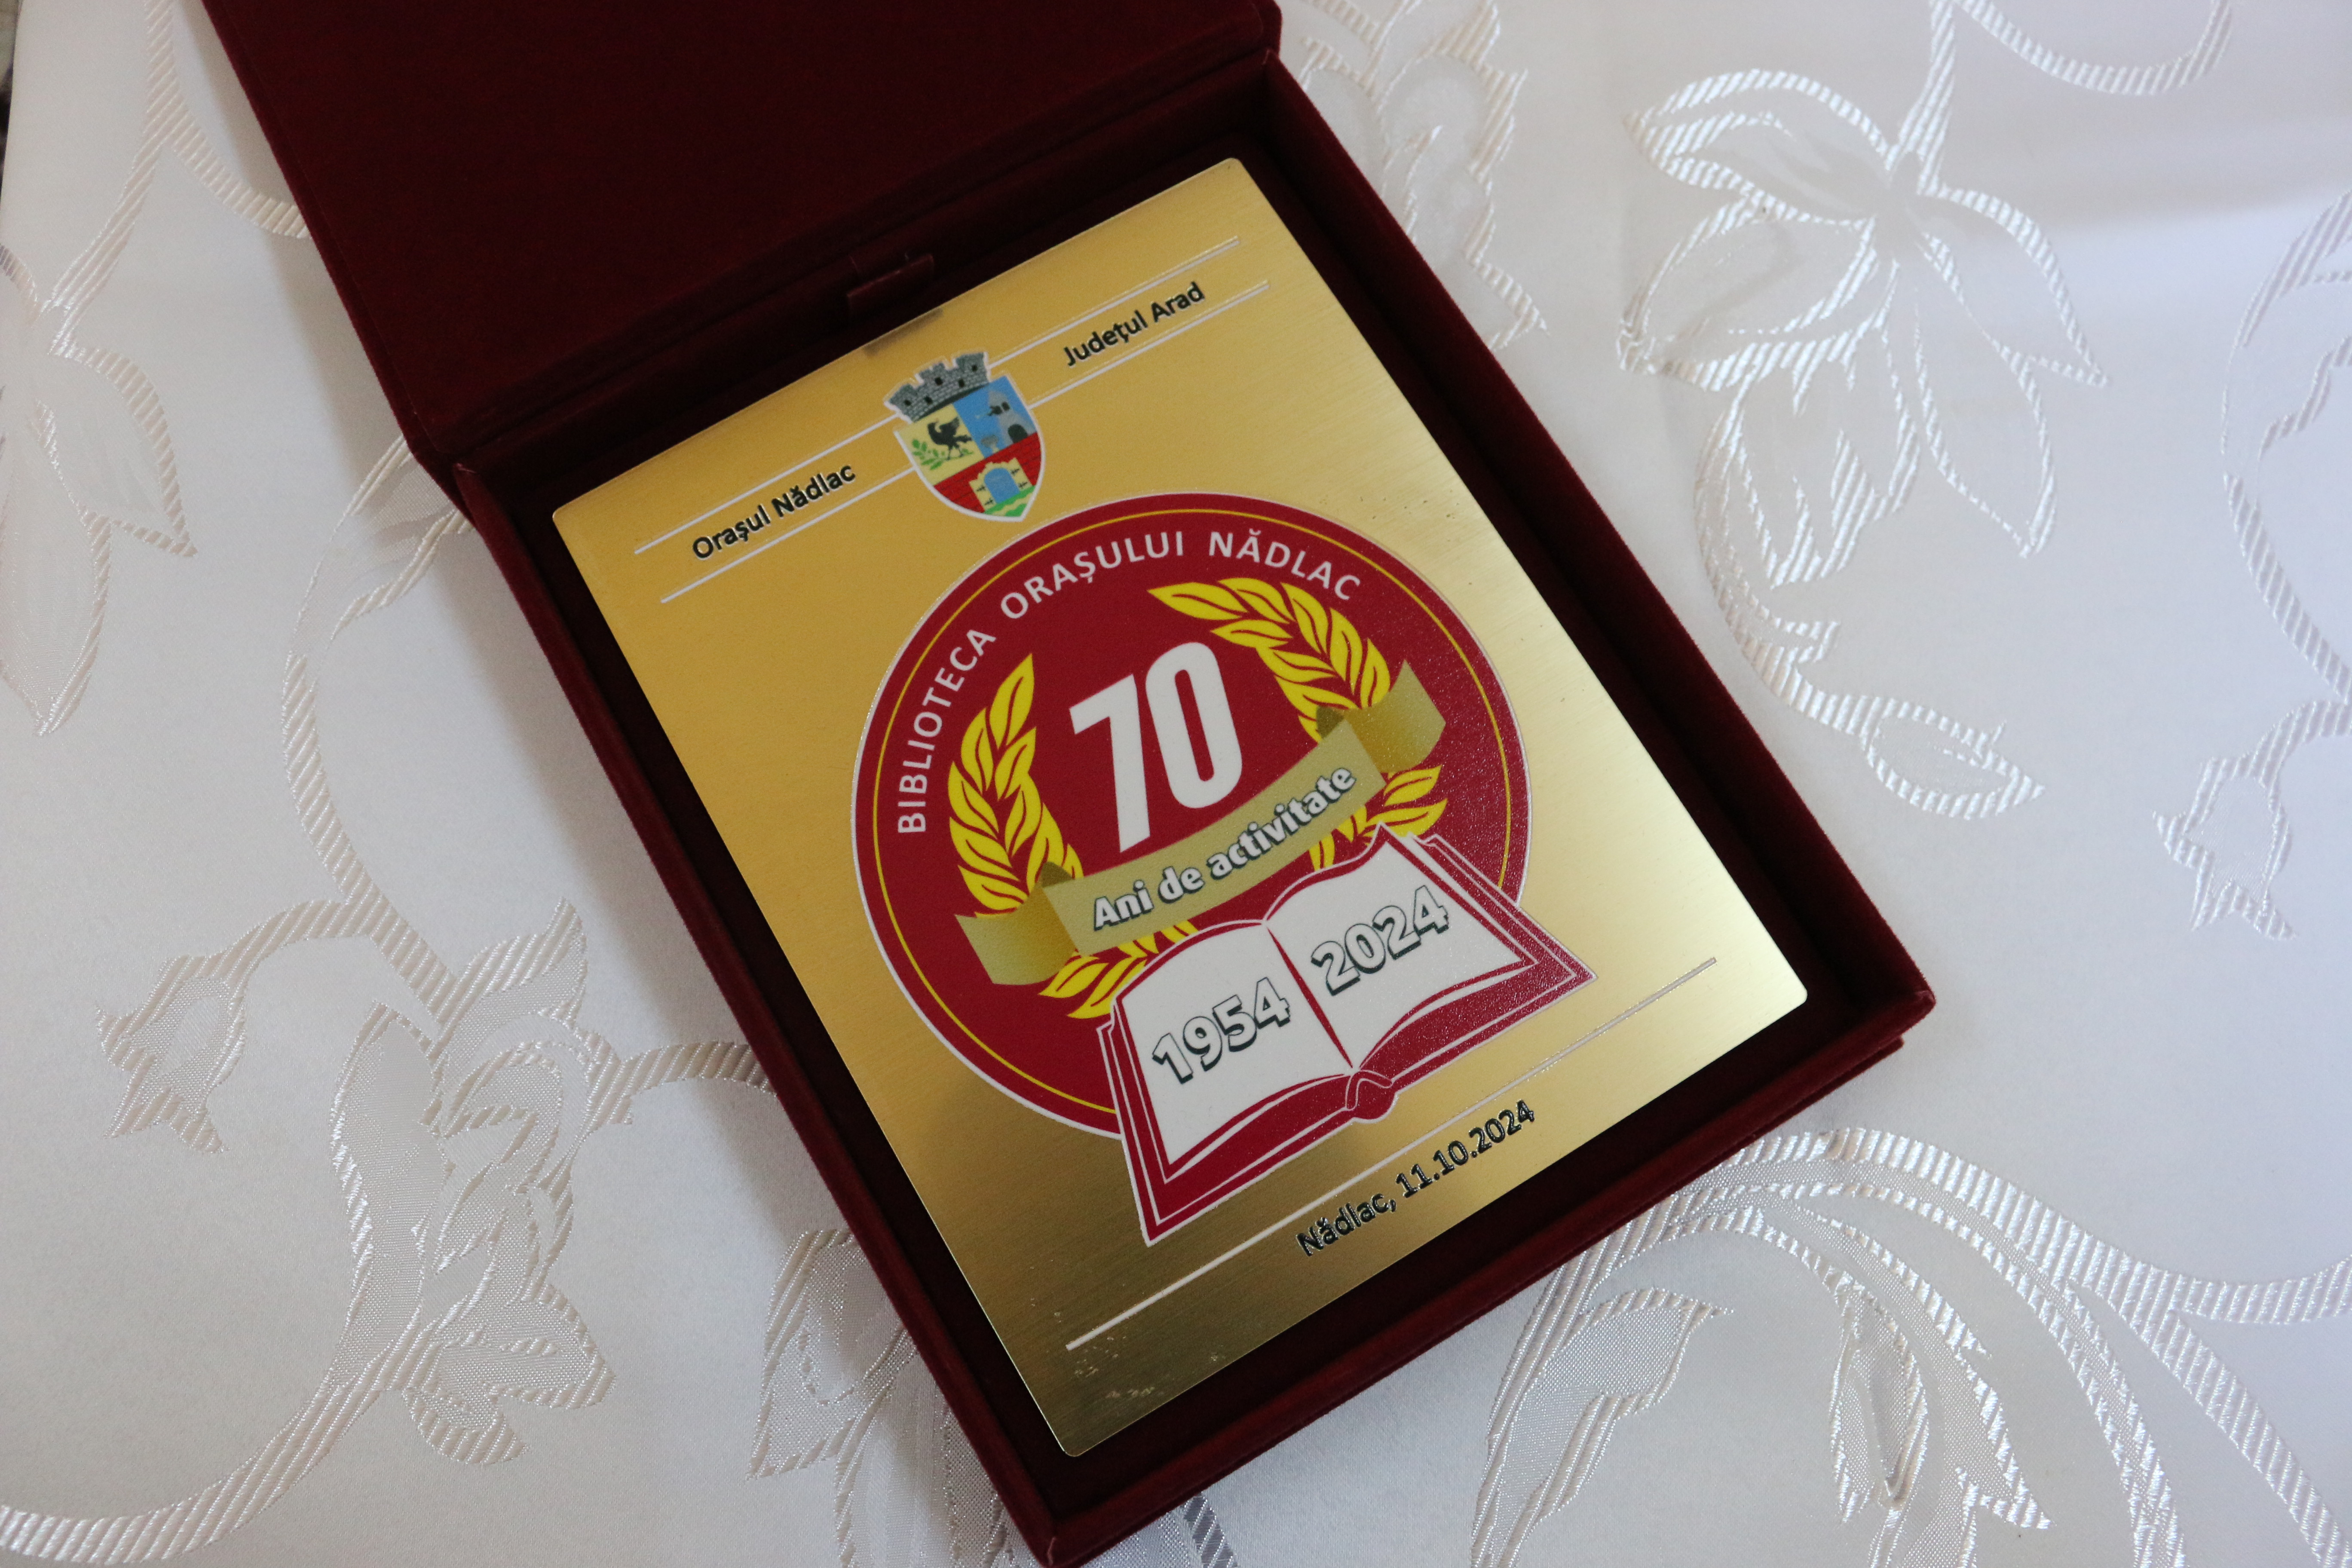 Orașul Nădlac
Județul Arad
BIBLIOTECA ORAȘULUI NĂDLAC
70
Ani de activitate
1954
2024
Nădlac, 11.10.2024